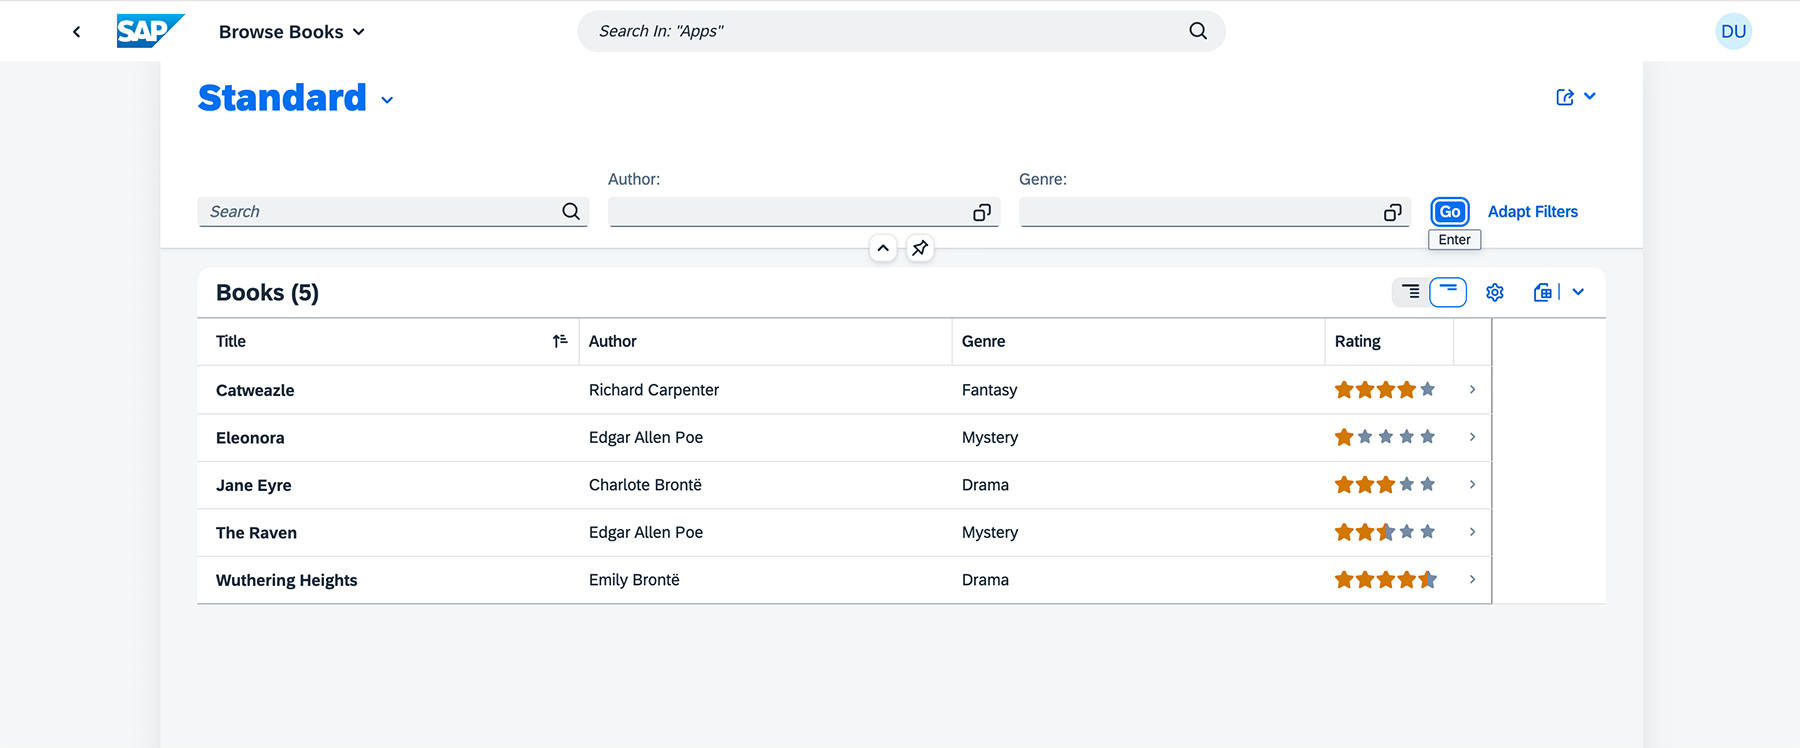 SAP Browse Books Search In: "Apps" DU
Standard
Author: Genre:
Search Go Adapt Filters
Enter
Books (5)
Title Author Genre Rating
Catweazle Richard Carpenter Fantasy
Eleonora Edgar Allen Poe Mystery
Jane Eyre Charlote Brontë Drama
The Raven Edgar Allen Poe Mystery
Wuthering Heights Emily Brontë Drama